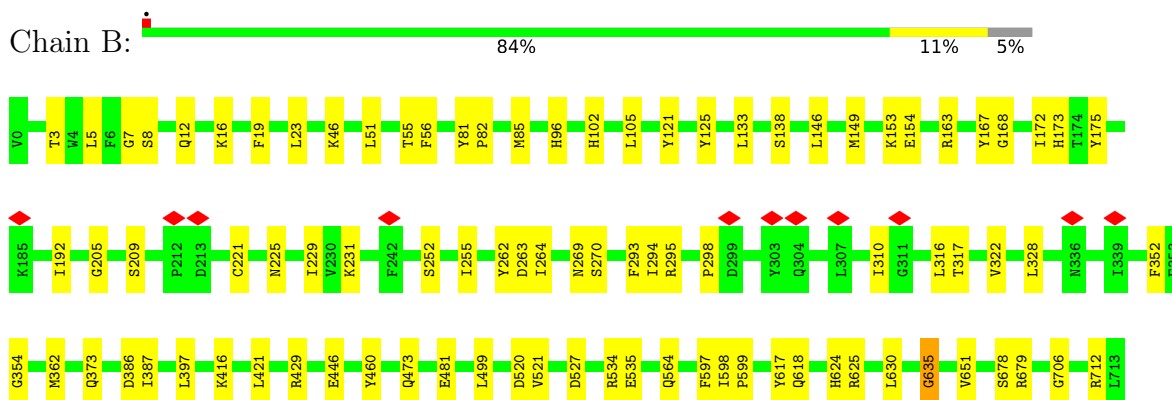 Chain B:
84% 11% 5%
V0 T3 W4 L5 F6 G7 S8 Q12 K16 F19 L23 K46 L51 T55 F56 Y81 P82 M85 H96 H102 L105 Y121 Y125 L133 S138 L146 M149 K153 E154 R163 Y167 G168 I172 H173 T174 Y175
K185 I192 G205 S209 P212 D213 C221 N225 I229 V230 K231 F242 S252 I255 Y262 D263 I264 N269 S270 F293 I294 R295 P298 D299 Y303 Q304 L307 I310 G311 L316 T317 V322 L328 N336 I339 F352
G354 M362 Q373 D386 I387 L397 K416 L421 R429 E446 Y460 Q473 E481 L499 D520 V521 D527 R534 E535 Q564 F597 I598 P599 Y617 Q618 H624 R625 L630 G635 V651 S678 R679 G706 R712 L713